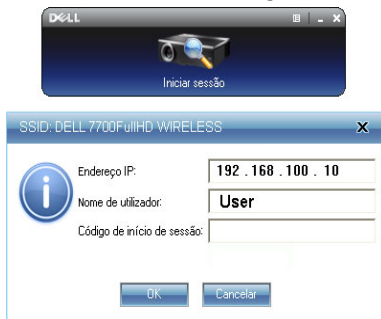 DELL
Iniciar sessão
SSID: DELL 7700FullHD WIRELESS
Endereço IP: 192 . 168 . 100 . 10
Nome de utilizador: User
Código de início de sessão:
OK Cancelar